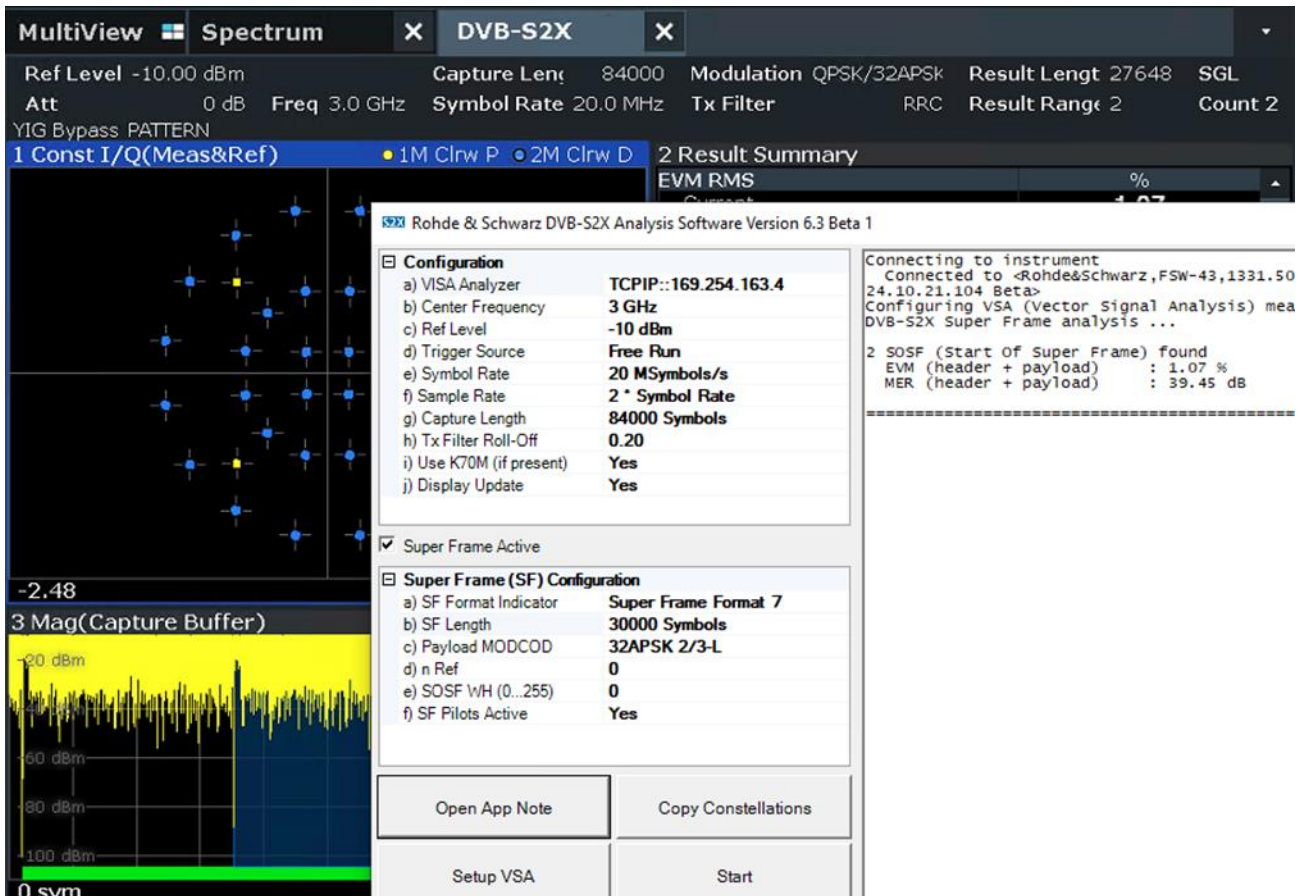 MultiView Spectrum X DVB-S2X X
Ref Level -10.00 dBm Capture Leng 84000 Modulation QPSK/32APSK Result Lengt 27648 SGL
Att 0 dB Freq 3.0 GHz Symbol Rate 20.0 MHz Tx Filter RRC Result Range 2 Count 2
YIG Bypass PATTERN
1 Const I/Q(Meas&Ref) 1M Clrw P 2M Clrw D
2 Result Summary
EVM RMS %
Current 1.07
-2.48
3 Mag(Capture Buffer)
-20 dBm
-40 dBm
-60 dBm
-80 dBm
-100 dBm
0 sym
S2X Rohde & Schwarz DVB-S2X Analysis Software Version 6.3 Beta 1
Configuration
a) VISA Analyzer TCPIP::169.254.163.4
b) Center Frequency 3 GHz
c) Ref Level -10 dBm
d) Trigger Source Free Run
e) Symbol Rate 20 MSymbols/s
f) Sample Rate 2 * Symbol Rate
g) Capture Length 84000 Symbols
h) Tx Filter Roll-Off 0.20
i) Use K70M (if present) Yes
j) Display Update Yes
Super Frame Active
Super Frame (SF) Configuration
a) SF Format Indicator Super Frame Format 7
b) SF Length 30000 Symbols
c) Payload MODCOD 32APSK 2/3-L
d) n Ref 0
e) SOSF WH (0...255) 0
f) SF Pilots Active Yes
Open App Note Copy Constellations
Setup VSA Start
Connecting to instrument
Connected to <Rohde&Schwarz,FSW-43,1331.50
24.10.21.104 Beta>
Configuring VSA (Vector Signal Analysis) mea
DVB-S2X Super Frame analysis ...
2 SOSF (Start Of Super Frame) found
EVM (header + payload) : 1.07 %
MER (header + payload) : 39.45 dB
==============================================